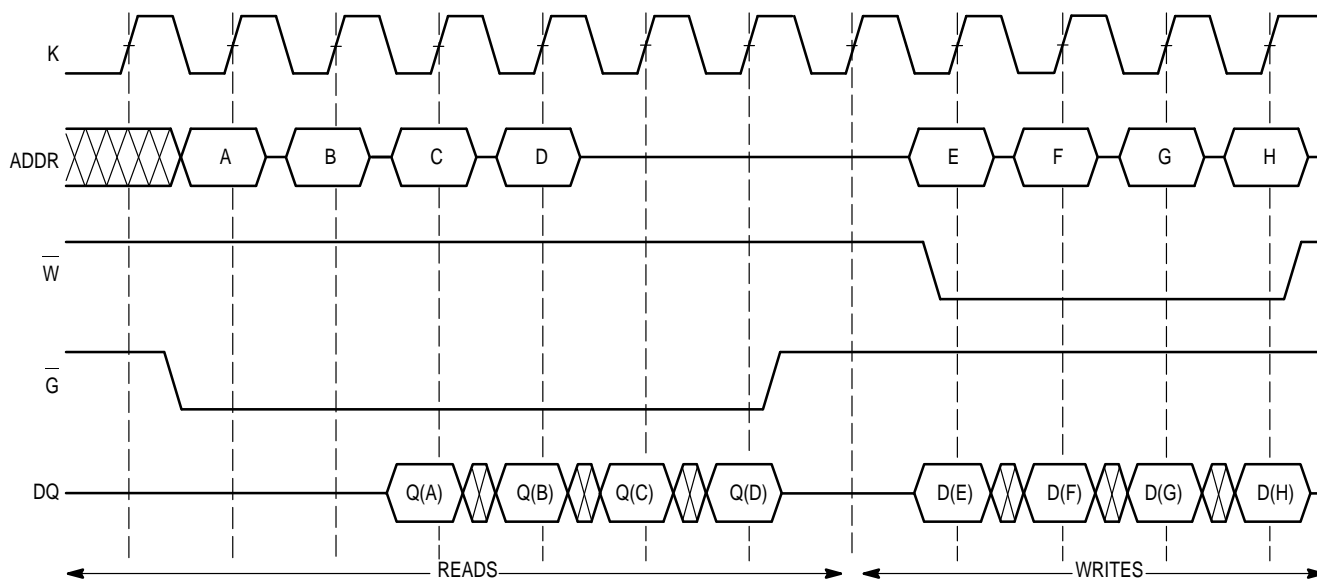 K
ADDR A B C D E F G H
W
G
DQ Q(A) Q(B) Q(C) Q(D) D(E) D(F) D(G) D(H)
READS WRITES